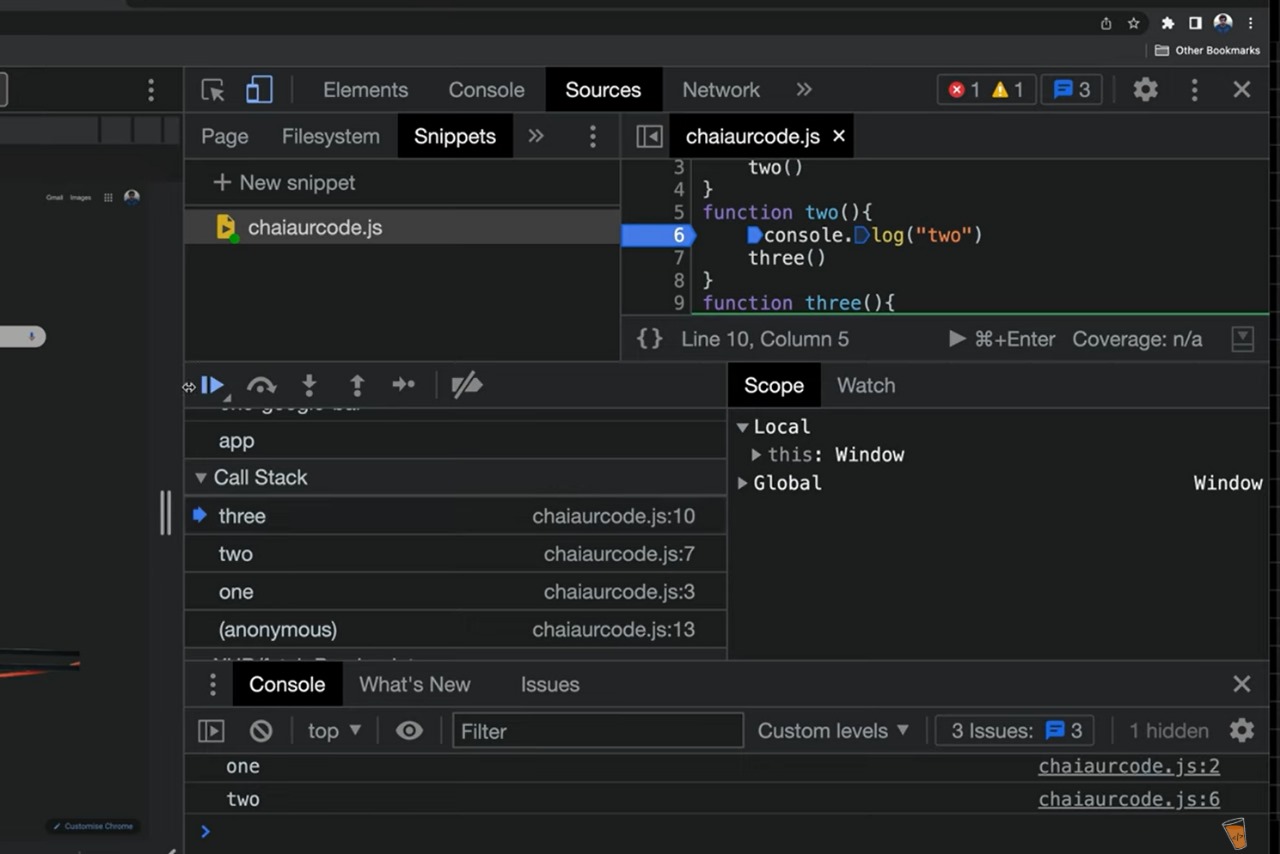 Other Bookmarks
Elements Console Sources Network » 1 1 3
Page Filesystem Snippets » chaiaurcode.js ×
+ New snippet
chaiaurcode.js
3 two()
4 }
5 function two(){
6 console.log("two")
7 three()
8 }
9 function three(){
{} Line 10, Column 5 ⌘+Enter Coverage: n/a
Gmail Images
Scope Watch
app
Call Stack
three chaiaurcode.js:10
two chaiaurcode.js:7
one chaiaurcode.js:3
(anonymous) chaiaurcode.js:13
Local
this: Window
Global Window
Console What's New Issues
top Filter Custom levels 3 Issues: 3 1 hidden
one chaiaurcode.js:2
two chaiaurcode.js:6
Customise Chrome